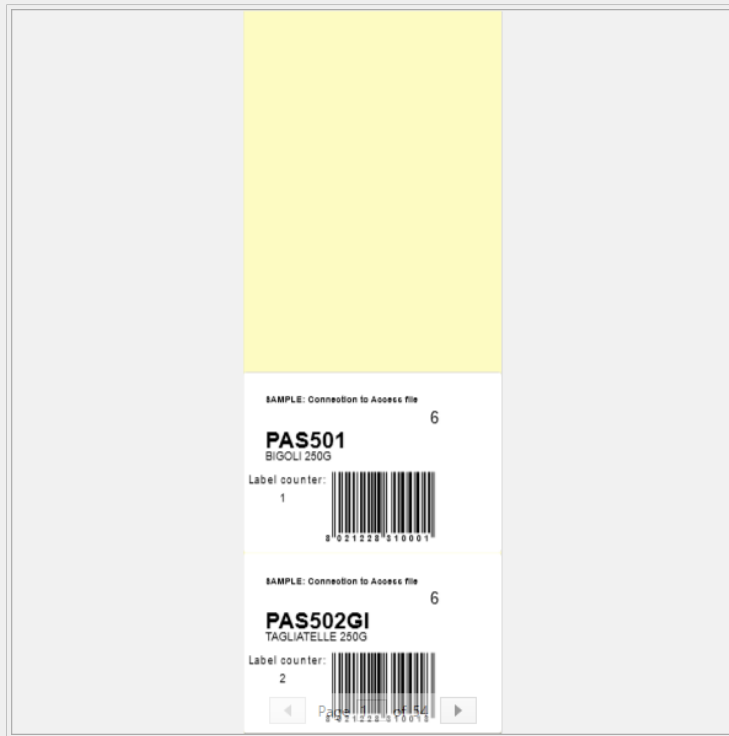 SAMPLE: Connection to Access file
6
PAS501
BIGOLI 250G
Label counter:
1
8 021228 310001
SAMPLE: Connection to Access file
6
PAS502GI
TAGLIATELLE 250G
Label counter:
2
Page 1 of 54